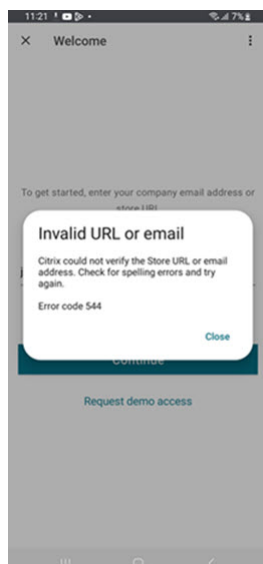 11:21
7%
Welcome
To get started, enter your company email address or
store URL
Invalid URL or email
Citrix could not verify the Store URL or email
address. Check for spelling errors and try
again.
Error code 544
Close
Continue
Request demo access